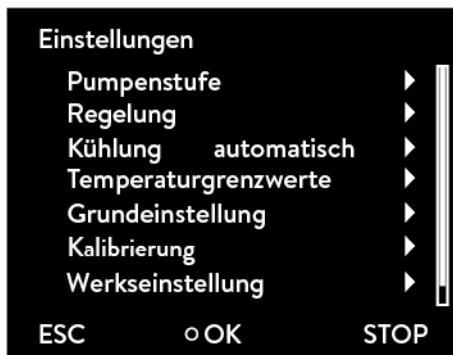 Einstellungen
Pumpenstufe
Regelung
Kühlung automatisch
Temperaturgrenzwerte
Grundeinstellung
Kalibrierung
Werkseinstellung
ESC OK STOP